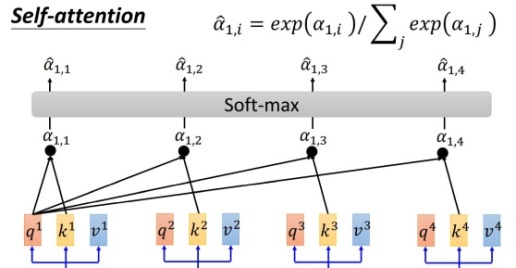 Self-attention
α̂₁,ᵢ = exp(α₁,ᵢ)/∑ⱼ exp(α₁,ⱼ)
α̂₁,₁ α̂₁,₂ α̂₁,₃ α̂₁,₄
Soft-max
α₁,₁ α₁,₂ α₁,₃ α₁,₄
q¹ k¹ v¹ q² k² v² q³ k³ v³ q⁴ k⁴ v⁴